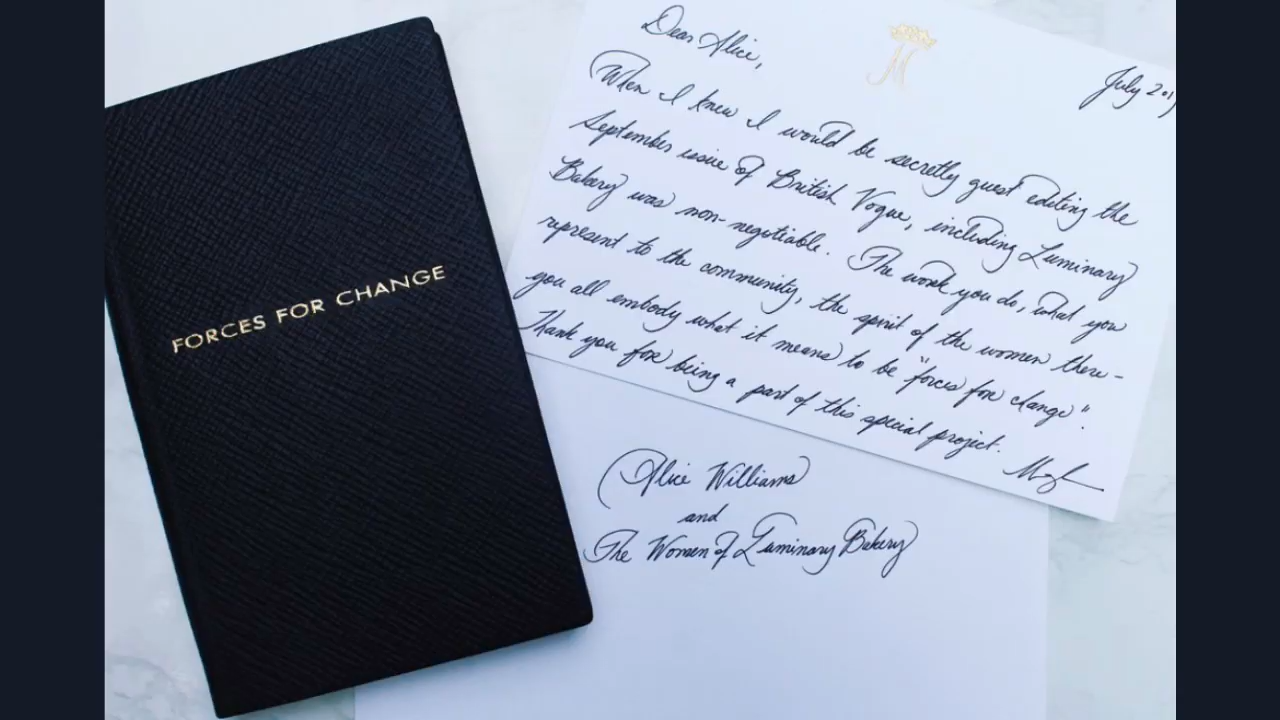 FORCES FOR CHANGE
Dear Alice,
July 2019
When I knew I would be secretly guest editing the
September issue of British Vogue, including Luminary
Bakery was non-negotiable. The work you do, what you
represent to the community, the spirit of the women there -
you all embody what it means to be "forces for change".
Thank you for being a part of this special project.
M
Alice Williams
and
The Women of Luminary Bakery